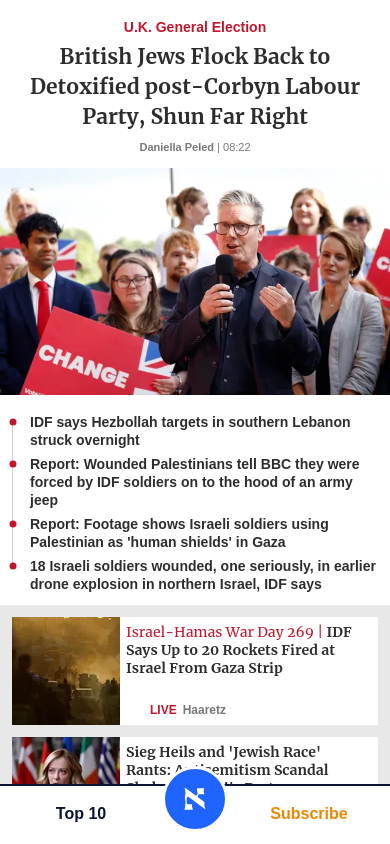 U.K. General Election
British Jews Flock Back to
Detoxified post-Corbyn Labour
Party, Shun Far Right
Daniella Peled | 08:22
CHANGE
IDF says Hezbollah targets in southern Lebanon
struck overnight
Report: Wounded Palestinians tell BBC they were
forced by IDF soldiers on to the hood of an army
jeep
Report: Footage shows Israeli soldiers using
Palestinian as 'human shields' in Gaza
18 Israeli soldiers wounded, one seriously, in earlier
drone explosion in northern Israel, IDF says
Israel-Hamas War Day 269 | IDF
Says Up to 20 Rockets Fired at
Israel From Gaza Strip
LIVE Haaretz
Sieg Heils and 'Jewish Race'
Rants: Antisemitism Scandal
Top 10
Subscribe